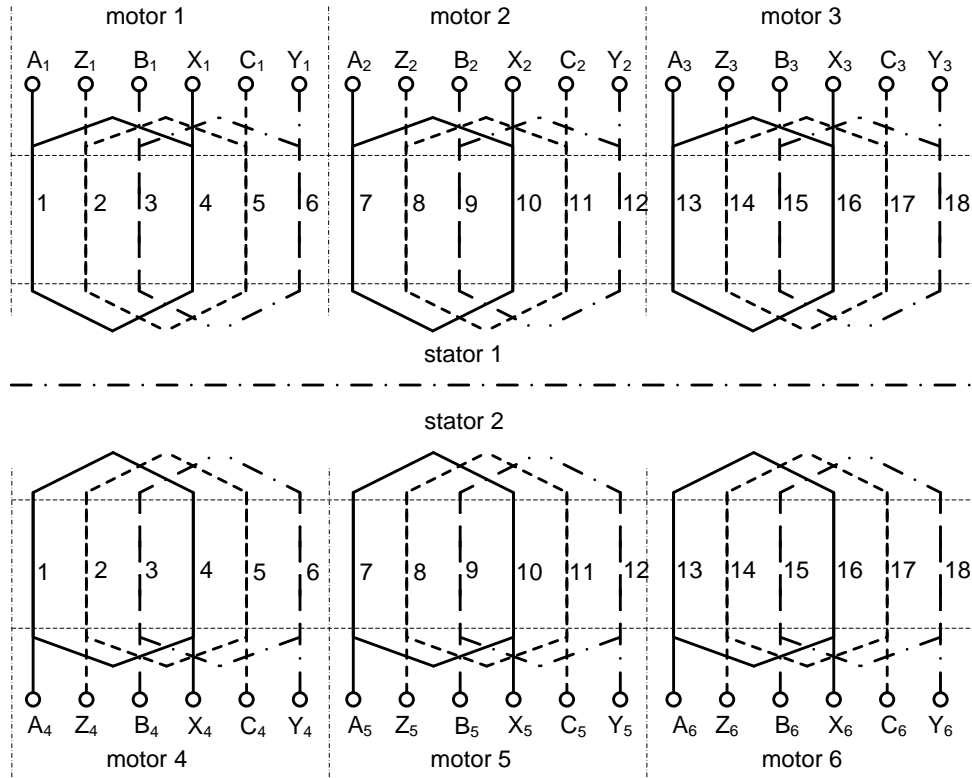 motor 1 motor 2 motor 3
A₁ Z₁ B₁ X₁ C₁ Y₁ A₂ Z₂ B₂ X₂ C₂ Y₂ A₃ Z₃ B₃ X₃ C₃ Y₃
1 2 3 4 5 6 7 8 9 10 11 12 13 14 15 16 17 18
stator 1
stator 2
1 2 3 4 5 6 7 8 9 10 11 12 13 14 15 16 17 18
A₄ Z₄ B₄ X₄ C₄ Y₄ A₅ Z₅ B₅ X₅ C₅ Y₅ A₆ Z₆ B₆ X₆ C₆ Y₆
motor 4 motor 5 motor 6